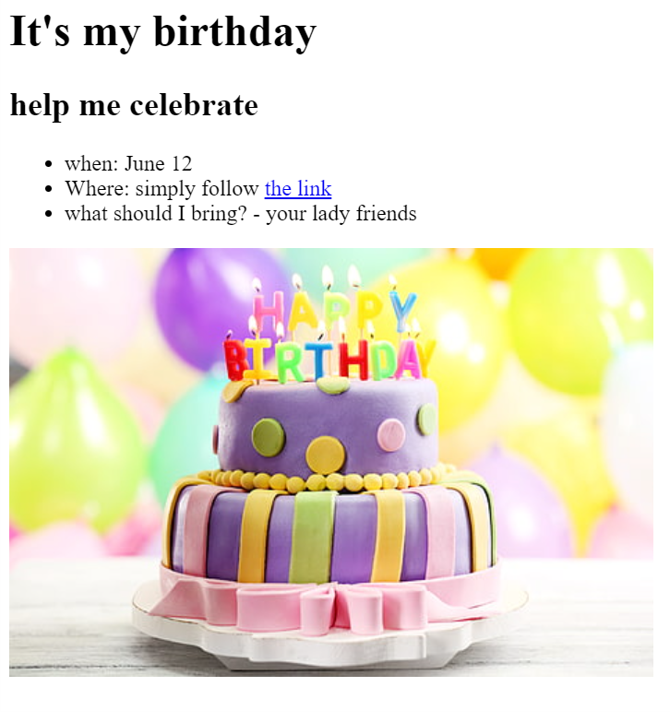 It's my birthday
help me celebrate
when: June 12
Where: simply follow the link
what should I bring? - your lady friends
HAPPY
BIRTHDAY